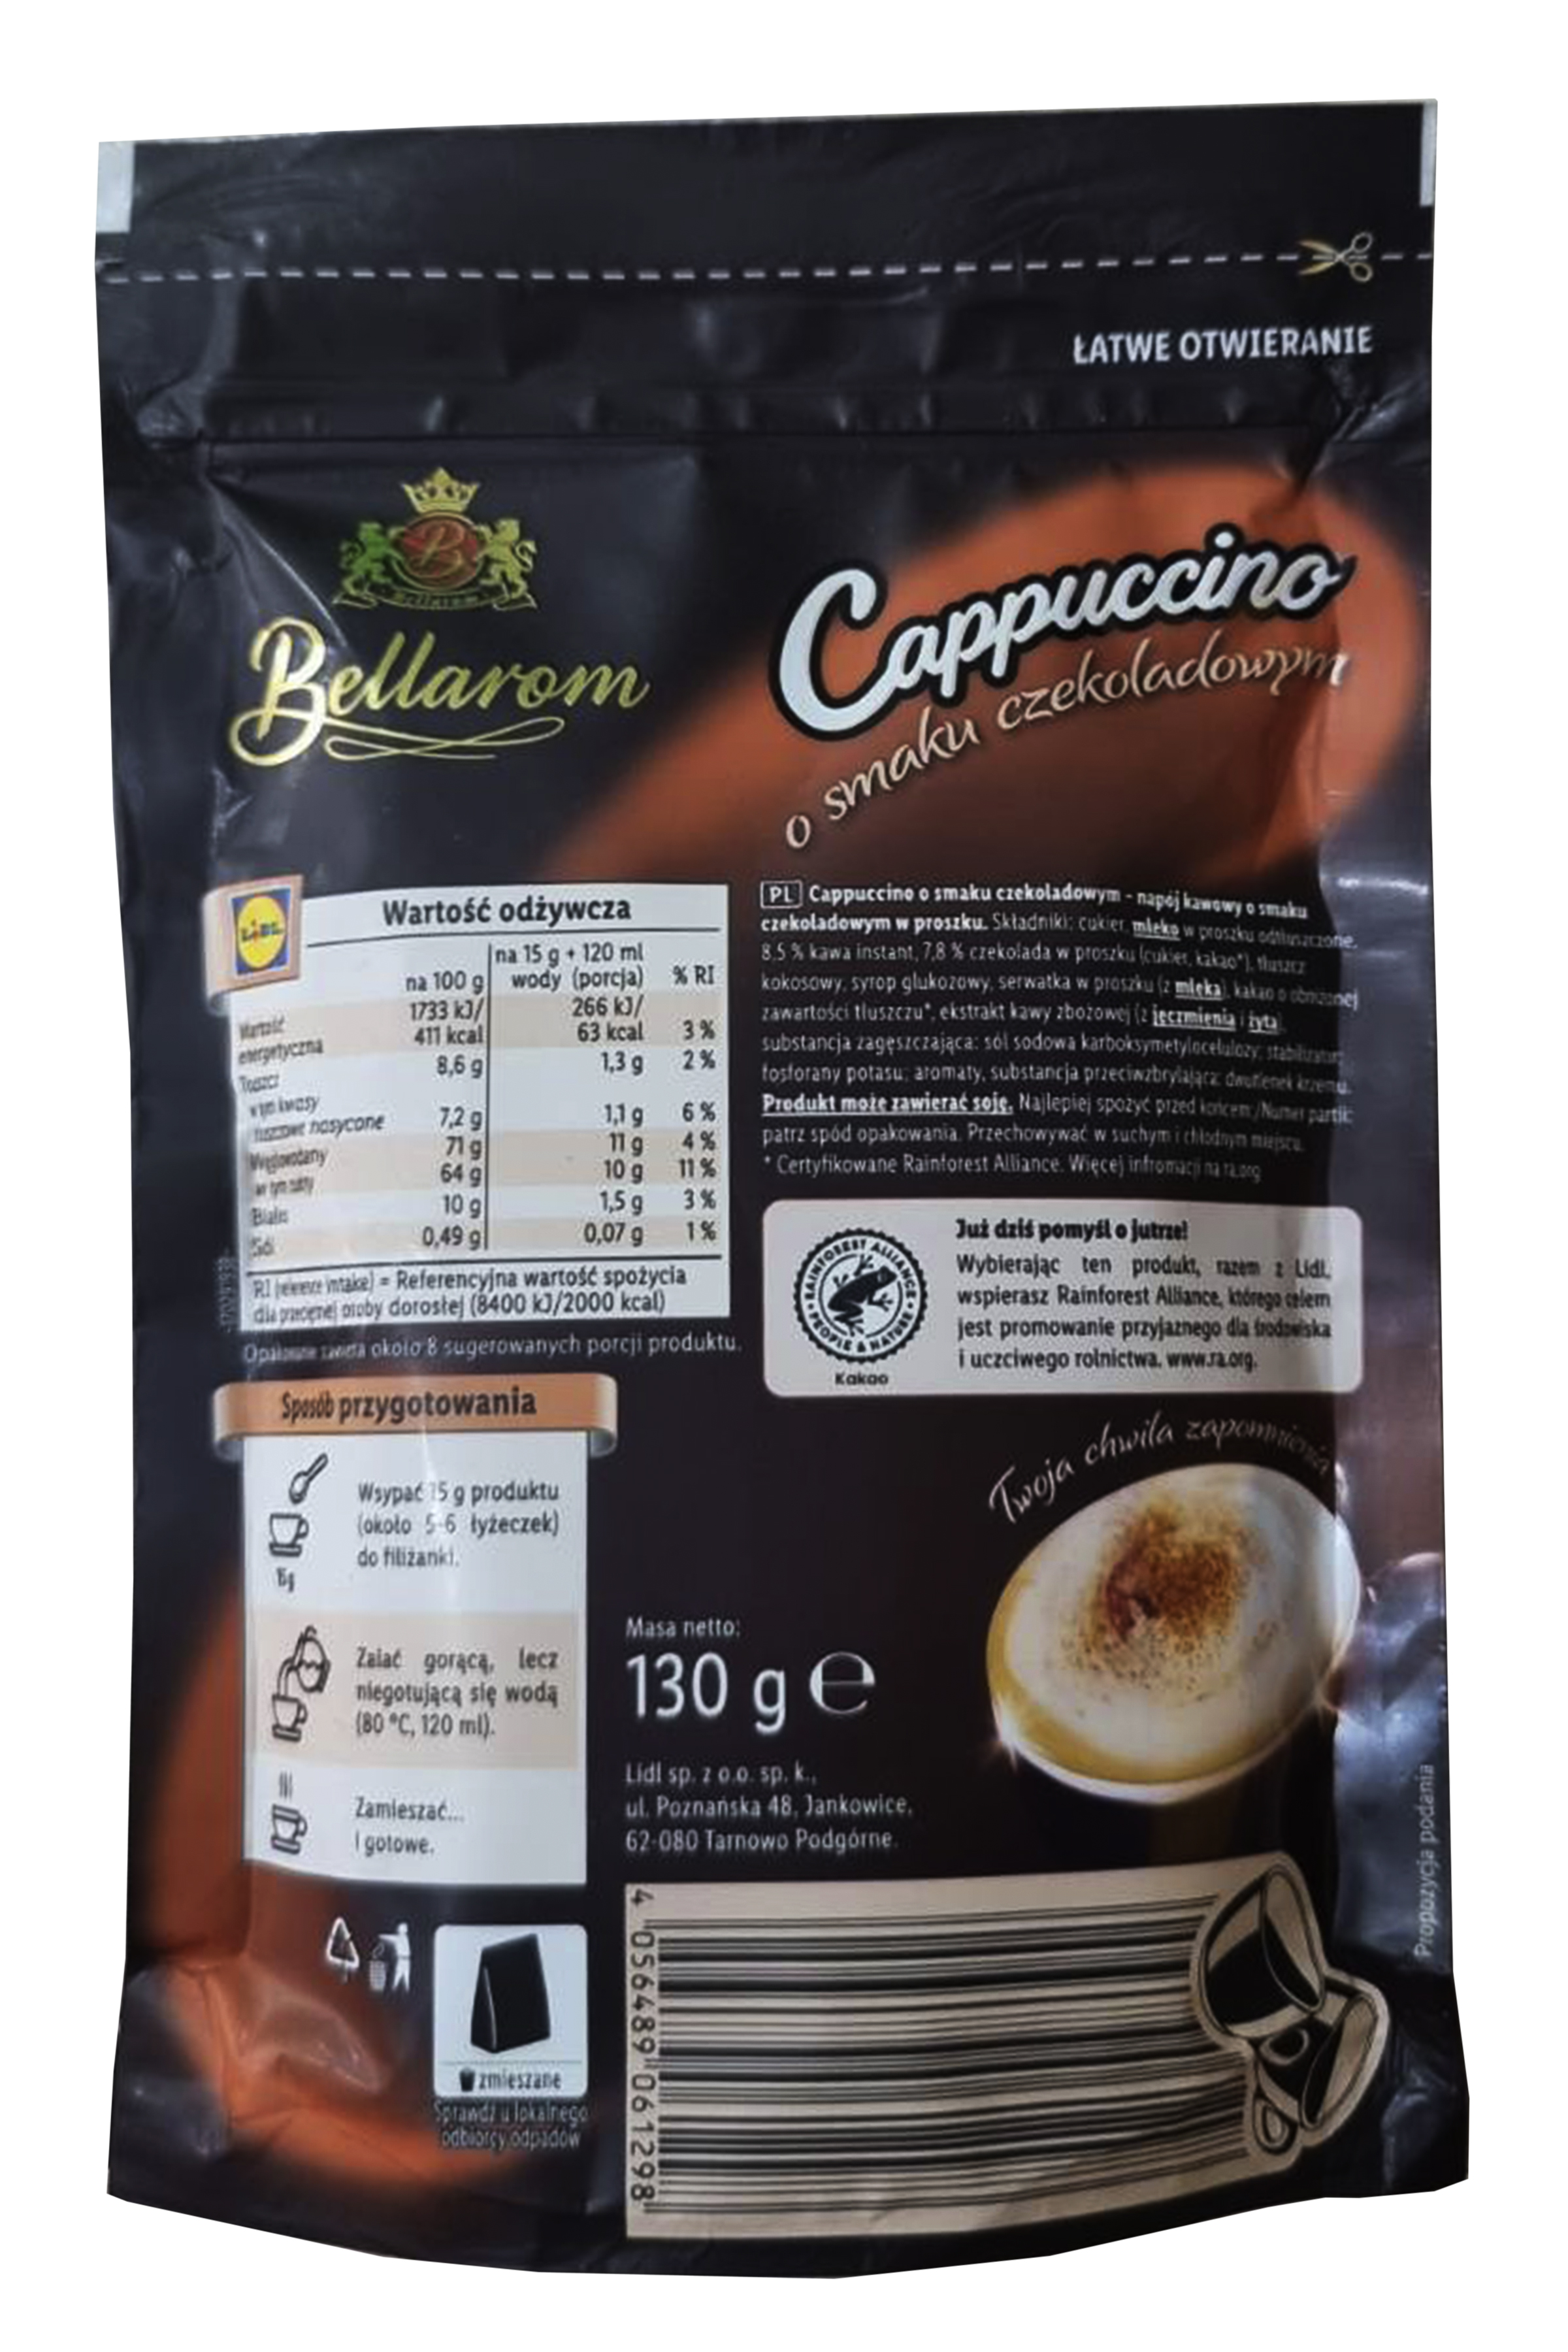 ŁATWE OTWIERANIE
Bellarom
Bellarom
Cappuccino
o smaku czekoladowym
LIDL
Wartość odżywcza
na 100 g
na 15 g + 120 ml
wody (porcja)
% RI
Wartość
energetyczna
1733 kJ/
411 kcal
266 kJ/
63 kcal
3 %
Tłuszcz 8,6 g 1,3 g 2 %
w tym kwasy
tłuszczowe nasycone 7,2 g 1,1 g 6 %
Węglowodany 71 g 11 g 4 %
w tym cukry 64 g 10 g 11 %
Białko 10 g 1,5 g 3 %
Sól 0,49 g 0,07 g 1 %
RI (reference intake) = Referencyjna wartość spożycia
dla przeciętnej osoby dorosłej (8400 kJ/2000 kcal)
Opakowanie zawiera około 8 sugerowanych porcji produktu.
PL Cappuccino o smaku czekoladowym - napój kawowy o smaku
czekoladowym w proszku. Składniki: cukier, mleko w proszku odtłuszczone,
8,5 % kawa instant, 7,8 % czekolada w proszku (cukier, kakao*), tłuszcz
kokosowy, syrop glukozowy, serwatka w proszku (z mleka), kakao o obniżonej
zawartości tłuszczu*, ekstrakt kawy zbożowej (z jęczmienia i żyta),
substancja zagęszczająca: sól sodowa karboksymetylocelulozy; stabilizator:
fosforany potasu; aromaty, substancja przeciwzbrylająca: dwutlenek krzemu.
Produkt może zawierać soję. Najlepiej spożyć przed końcem/Numer partii:
patrz spód opakowania. Przechowywać w suchym i chłodnym miejscu.
* Certyfikowane Rainforest Alliance. Więcej infromacji na ra.org
RAINFOREST ALLIANCE
PEOPLE & NATURE
Kakao
Już dziś pomyśl o jutrze!
Wybierając ten produkt, razem z Lidl,
wspierasz Rainforest Alliance, którego celem
jest promowanie przyjaznego dla środowiska
i uczciwego rolnictwa. www.ra.org.
Sposób przygotowania
Wsypać 15 g produktu
(około 5-6 łyżeczek)
do filiżanki.
15g
Zalać gorącą, lecz
niegotującą się wodą
(80 °C, 120 ml).
Zamieszać...
I gotowe.
Twoja chwila zapomnienia
Masa netto:
130 g ℮
Lidl sp. z o.o. sp. k.,
ul. Poznańska 48, Jankowice,
62-080 Tarnowo Podgórne.
zmieszane
Sprawdź u lokalnego
odbiorcy odpadów
4 056489 061298
Propozycja podania